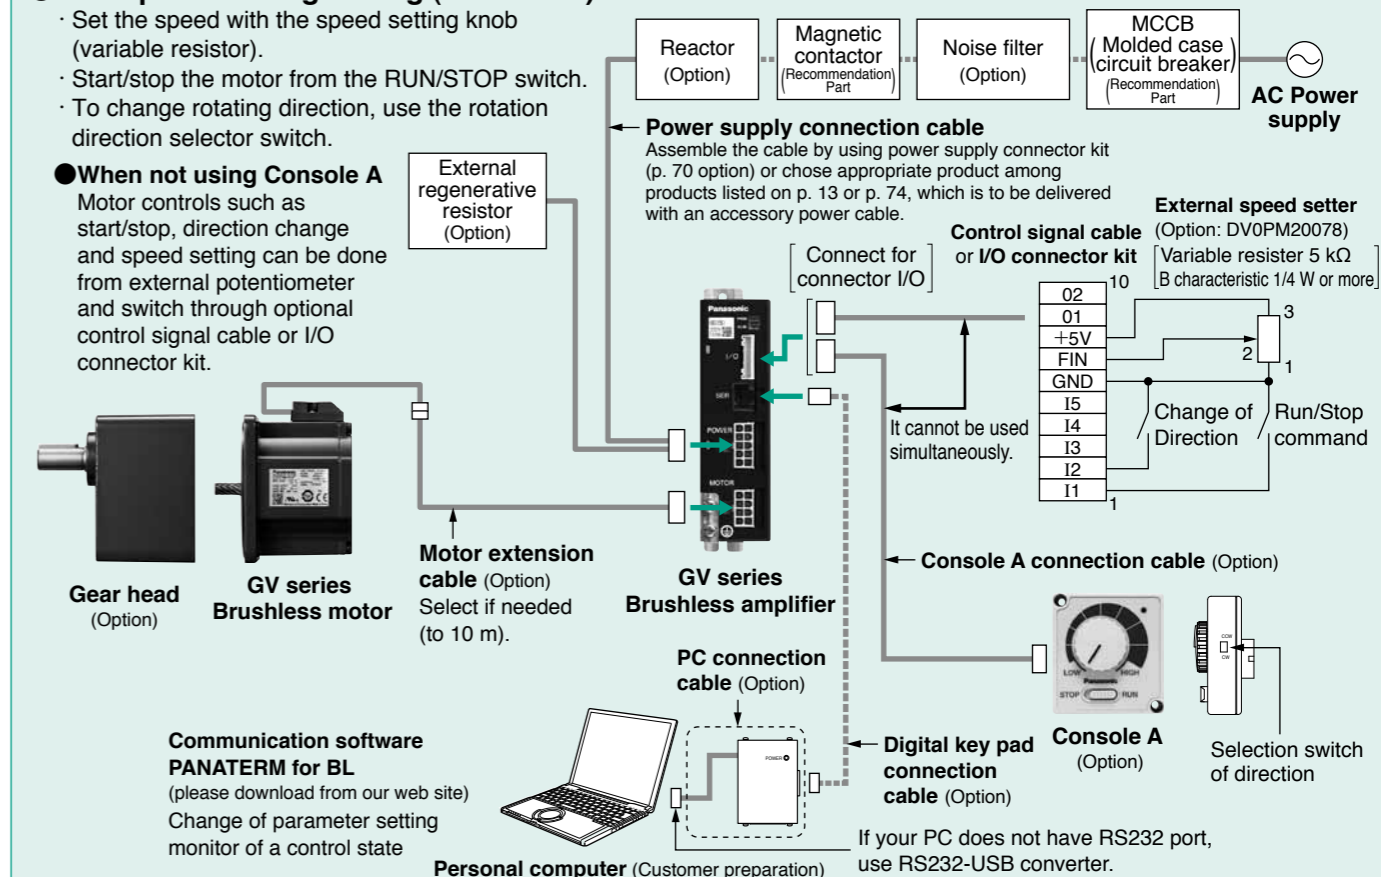 · Set the speed with the speed setting knob
(variable resistor).
· Start/stop the motor from the RUN/STOP switch.
· To change rotating direction, use the rotation
direction selector switch.
●When not using Console A
Motor controls such as
start/stop, direction change
and speed setting can be done
from external potentiometer
and switch through optional
control signal cable or I/O
connector kit.
Reactor
(Option)
Magnetic
contactor
(Recommendation
Part)
Noise filter
(Option)
MCCB
(Molded case
circuit breaker)
(Recommendation
Part)
AC Power
supply
Power supply connection cable
Assemble the cable by using power supply connector kit
(p. 70 option) or chose appropriate product among
products listed on p. 13 or p. 74, which is to be delivered
with an accessory power cable.
External
regenerative
resistor
(Option)
[Connect for
connector I/O]
Control signal cable
or I/O connector kit
External speed setter
(Option: DV0PM20078)
[Variable resister 5 kΩ
B characteristic 1/4 W or more]
10
02
01
+5V
FIN
GND
I5
I4
I3
I2
I1
1
3
2
1
Change of
Direction
Run/Stop
command
It cannot be used
simultaneously.
Panasonic
I/O
SER
POWER
MOTOR
GV series
Brushless amplifier
Gear head
(Option)
Panasonic
GV series
Brushless motor
Motor extension
cable (Option)
Select if needed
(to 10 m).
Console A connection cable (Option)
LOW
HIGH
Panasonic
STOP
RUN
Console A
(Option)
CCW
CW
Selection switch
of direction
PC connection
cable (Option)
POWER
Digital key pad
connection
cable (Option)
Communication software
PANATERM for BL
(please download from our web site)
Change of parameter setting
monitor of a control state
Personal computer (Customer preparation)
If your PC does not have RS232 port,
use RS232-USB converter.